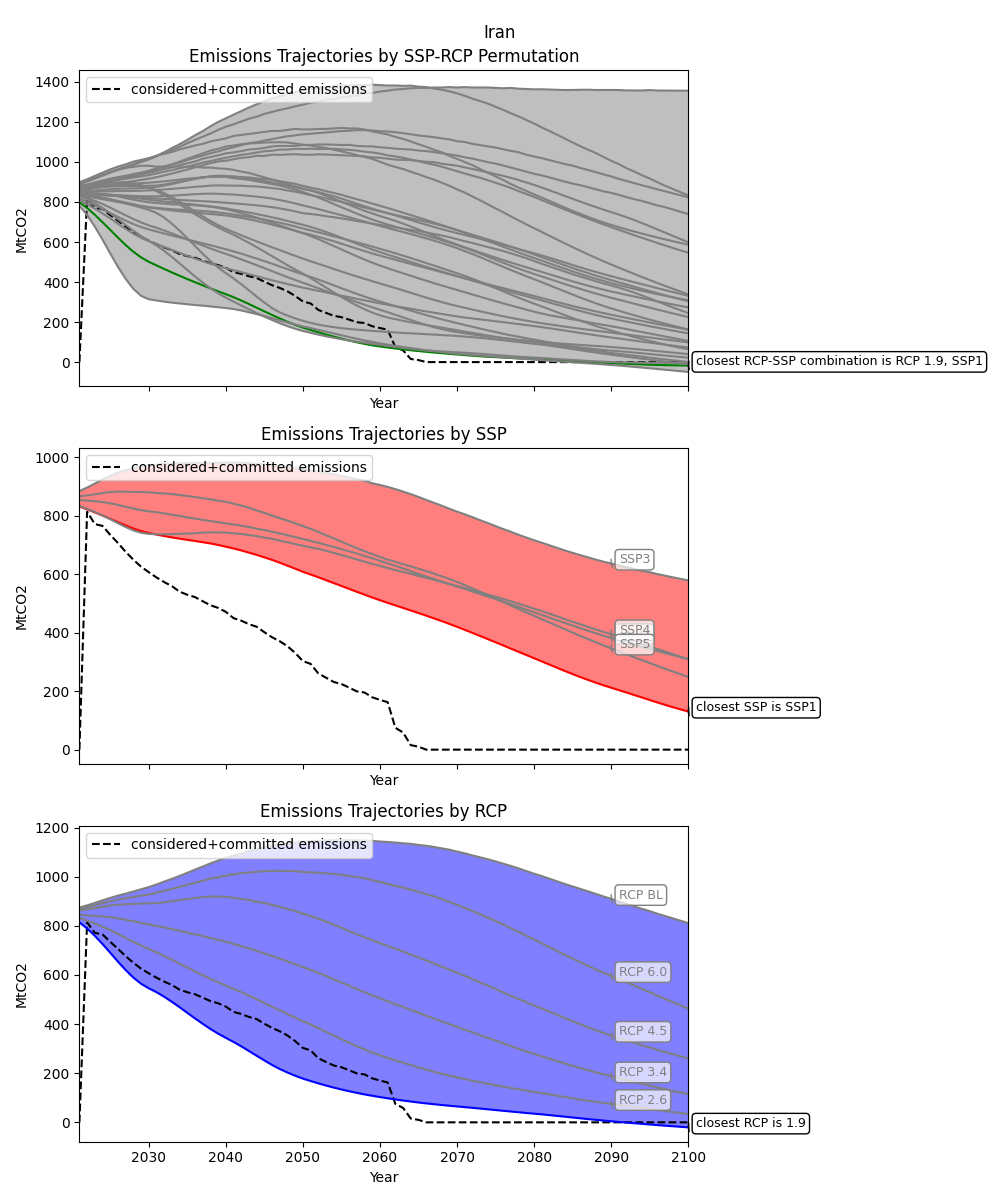 Iran
Emissions Trajectories by SSP-RCP Permutation
considered+committed emissions
1400
1200
1000
800
600
400
200
0
MtCO2
closest RCP-SSP combination is RCP 1.9, SSP1
Year
Emissions Trajectories by SSP
considered+committed emissions
1000
800
600
400
200
0
MtCO2
SSP3
SSP4
SSP5
closest SSP is SSP1
Year
Emissions Trajectories by RCP
considered+committed emissions
1200
1000
800
600
400
200
0
MtCO2
RCP BL
RCP 6.0
RCP 4.5
RCP 3.4
RCP 2.6
closest RCP is 1.9
2030 2040 2050 2060 2070 2080 2090 2100
Year